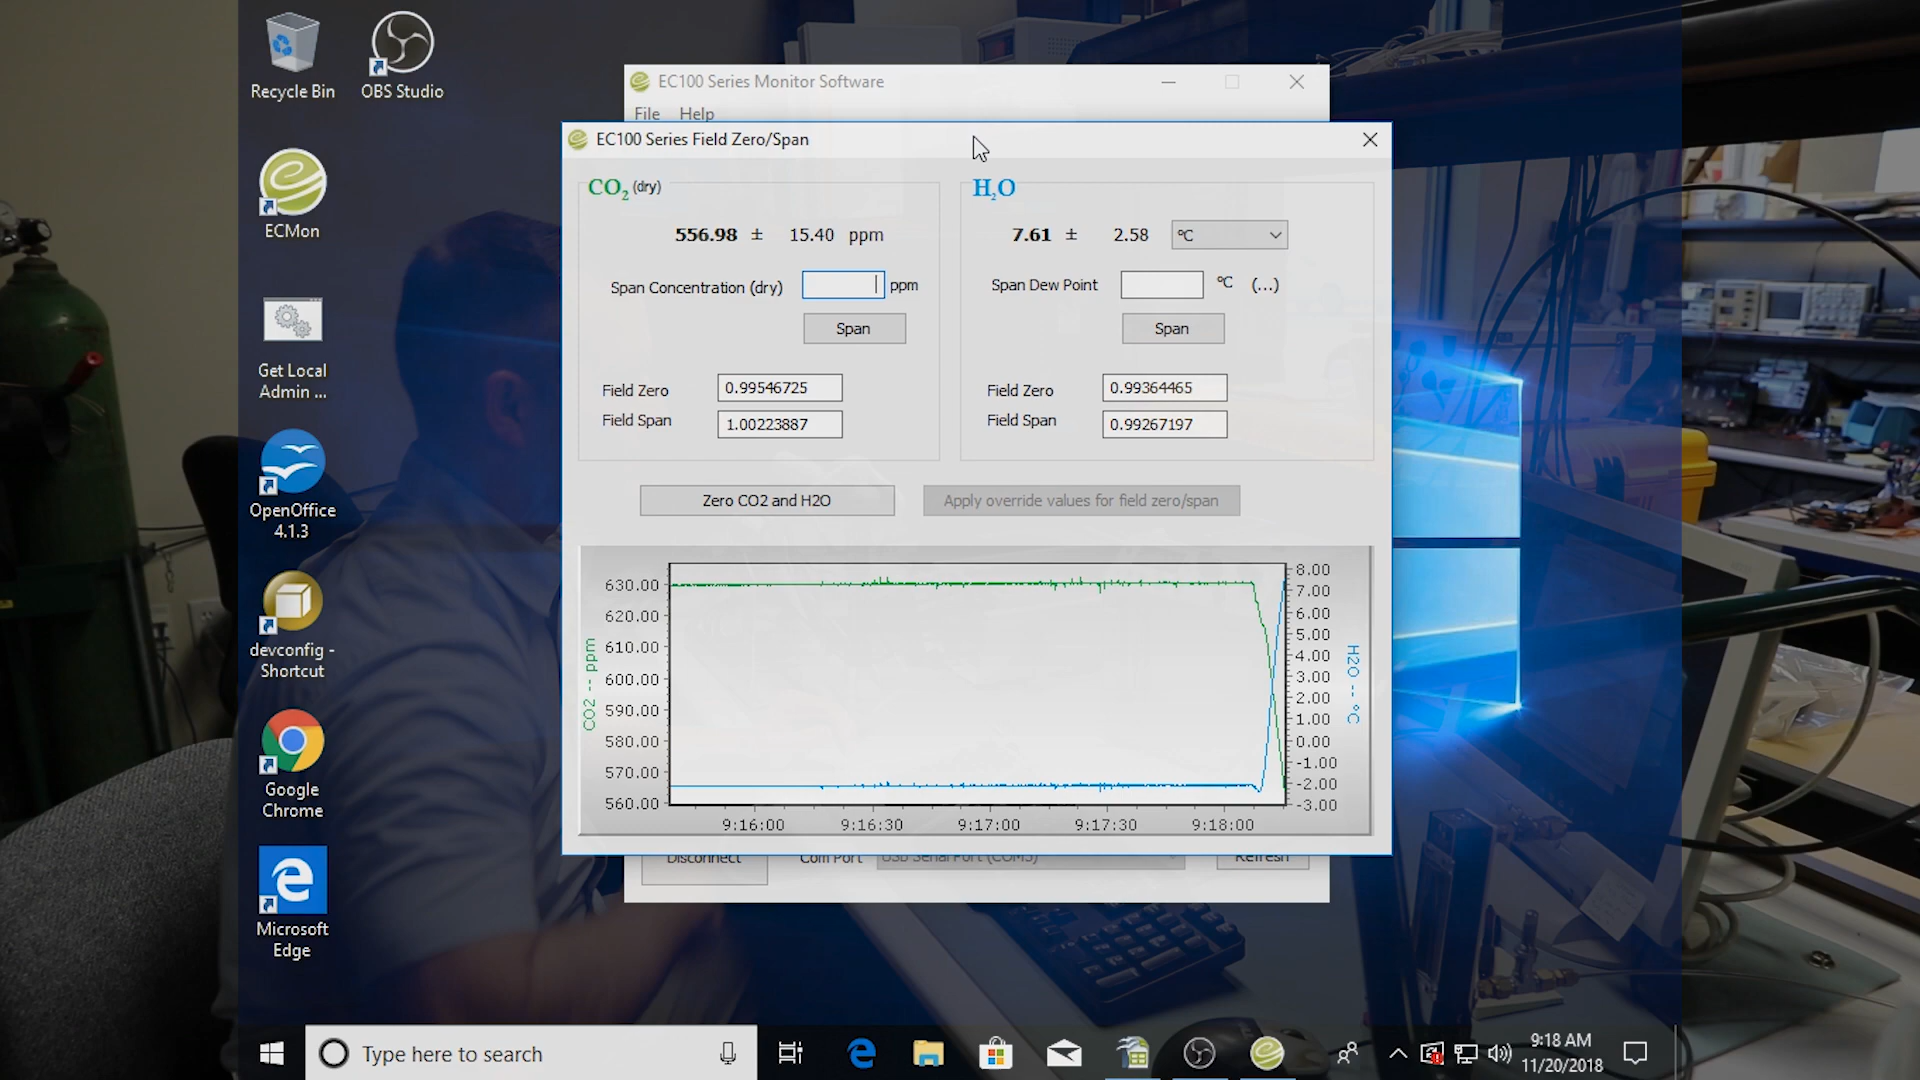 Recycle Bin
OBS Studio
ECMon
Get Local
Admin ...
OpenOffice
4.1.3
devconfig -
Shortcut
Google
Chrome
Microsoft
Edge
EC100 Series Monitor Software
File Help
EC100 Series Field Zero/Span
CO2 (dry)
556.98 ± 15.40 ppm
Span Concentration (dry) ppm
Span
Field Zero 0.99546725
Field Span 1.00223887
H2O
7.61 ± 2.58 ºC
Span Dew Point ºC (...)
Span
Field Zero 0.99364465
Field Span 0.99267197
Zero CO2 and H2O
Apply override values for field zero/span
CO2 -- ppm
630.00
620.00
610.00
600.00
590.00
580.00
570.00
560.00
8.00
7.00
6.00
5.00
4.00
3.00
2.00
1.00
0.00
-1.00
-2.00
-3.00
H2O -- ºC
9:16:00 9:16:30 9:17:00 9:17:30 9:18:00
Disconnect Com Port USB Serial Port (COM5) Refresh
Type here to search
9:18 AM
11/20/2018